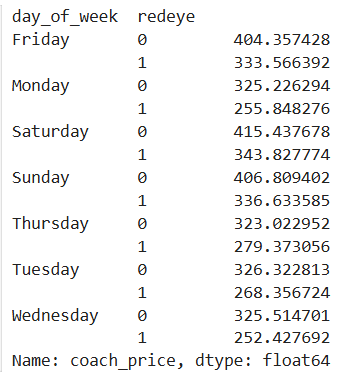 day_of_week  redeye
Friday       0         404.357428
             1         333.566392
Monday       0         325.226294
             1         255.848276
Saturday     0         415.437678
             1         343.827774
Sunday       0         406.809402
             1         336.633585
Thursday     0         323.022952
             1         279.373056
Tuesday      0         326.322813
             1         268.356724
Wednesday    0         325.514701
             1         252.427692
Name: coach_price, dtype: float64